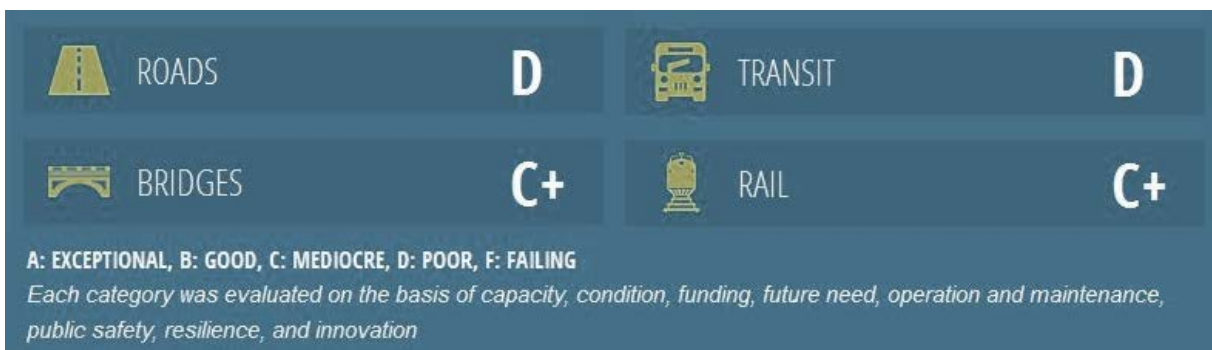 ROADS D
TRANSIT D
BRIDGES C+
RAIL C+
A: EXCEPTIONAL, B: GOOD, C: MEDIOCRE, D: POOR, F: FAILING
Each category was evaluated on the basis of capacity, condition, funding, future need, operation and maintenance,
public safety, resilience, and innovation